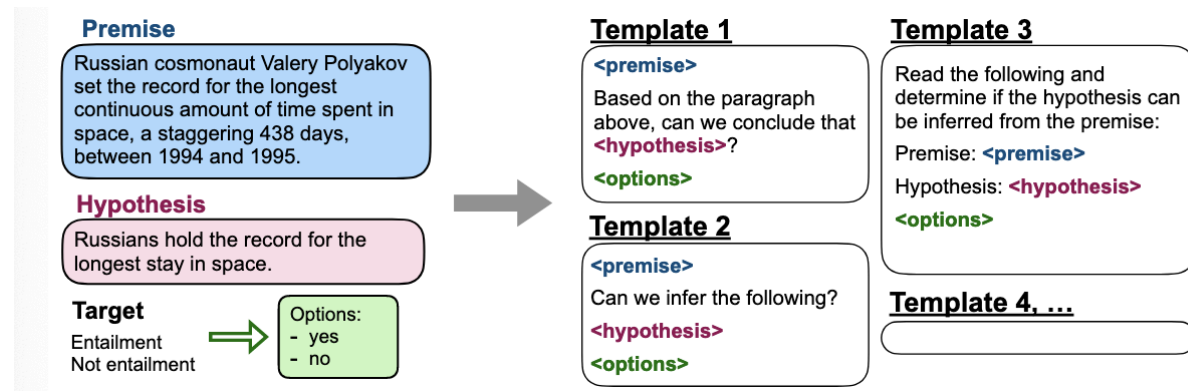 Premise
Russian cosmonaut Valery Polyakov
set the record for the longest
continuous amount of time spent in
space, a staggering 438 days,
between 1994 and 1995.
Hypothesis
Russians hold the record for the
longest stay in space.
Target
Entailment
Not entailment
Options:
- yes
- no
Template 1
<premise>
Based on the paragraph
above, can we conclude that
<hypothesis>?
<options>
Template 2
<premise>
Can we infer the following?
<hypothesis>
<options>
Template 3
Read the following and
determine if the hypothesis can
be inferred from the premise:
Premise: <premise>
Hypothesis: <hypothesis>
<options>
Template 4, …